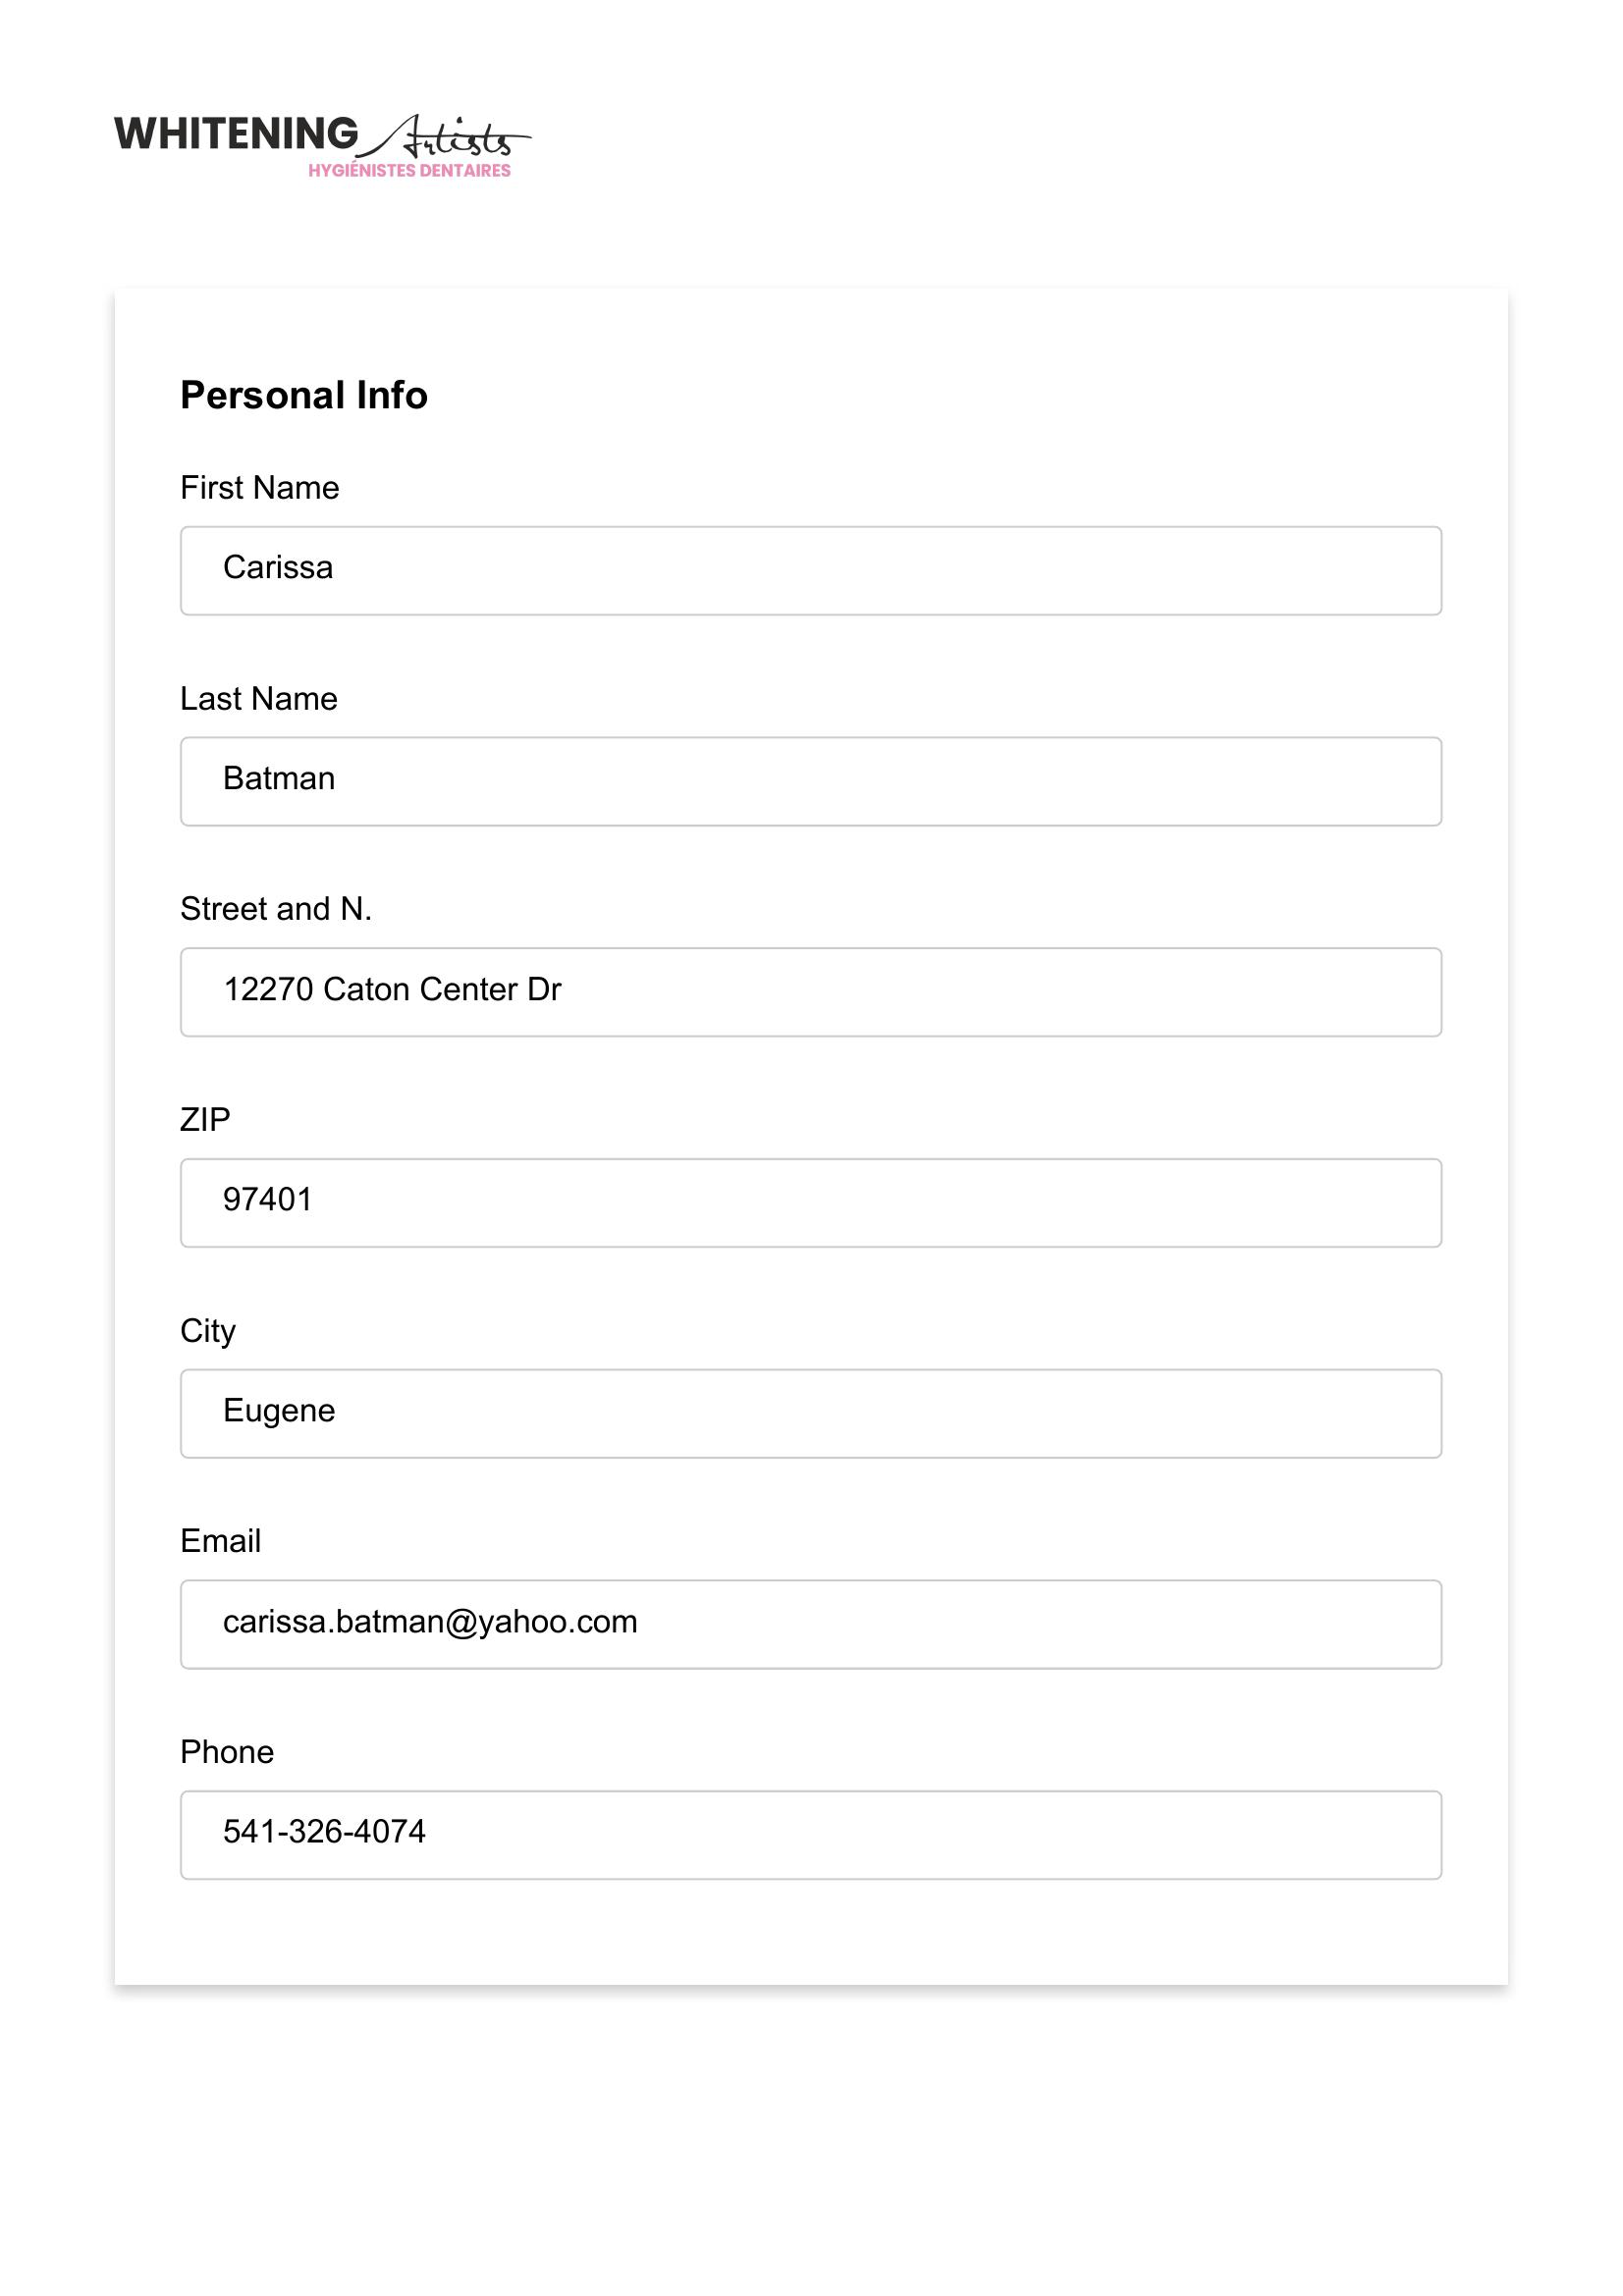 WHITENING Artists
HYGIÉNISTES DENTAIRES
Personal Info
First Name
Carissa
Last Name
Batman
Street and N.
12270 Caton Center Dr
ZIP
97401
City
Eugene
Email
carissa.batman@yahoo.com
Phone
541-326-4074